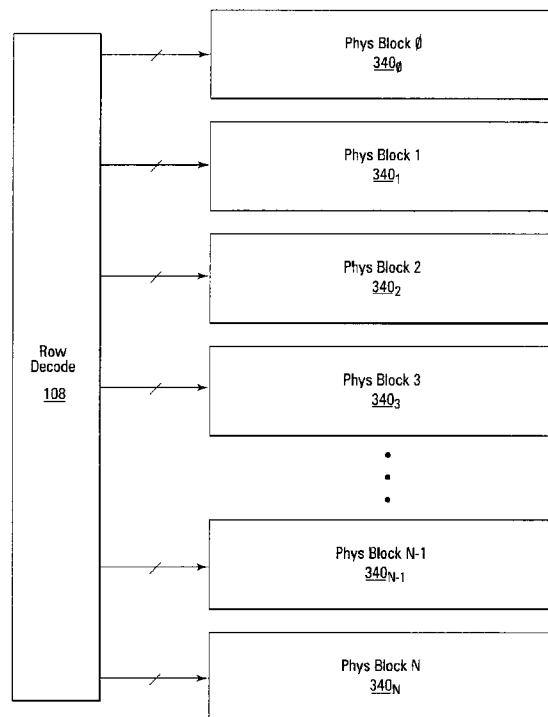 Phys Block Ø
340Ø
Phys Block 1
340₁
Phys Block 2
340₂
Row
Decode
108
Phys Block 3
340₃
Phys Block N-1
340N-1
Phys Block N
340N